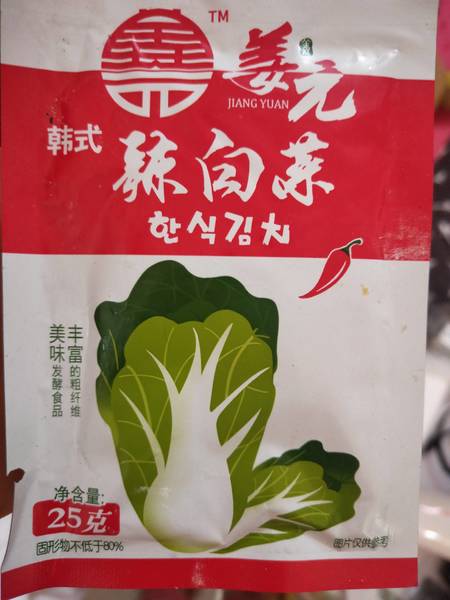 TM
姜元
JIANG YUAN
韩式
辣白菜
한식김치
丰富的粗纤维
美味发酵食品
净含量:
25克
固形物不低于80%
图片仅供参考